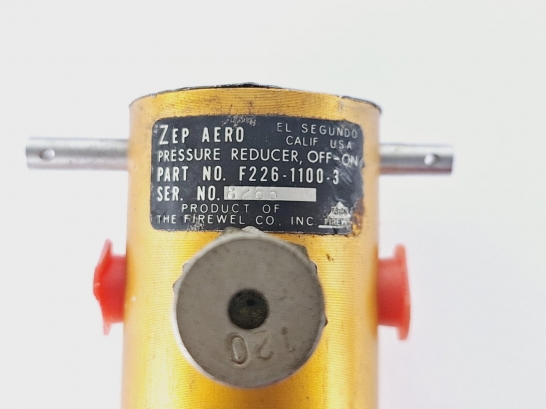 ZEP AERO
EL SEGUNDO
CALIF USA
PRESSURE REDUCER, OFF-ON
PART NO. F226-1100-3
SER. NO.
PRODUCT OF
THE FIREWEL CO., INC.
120